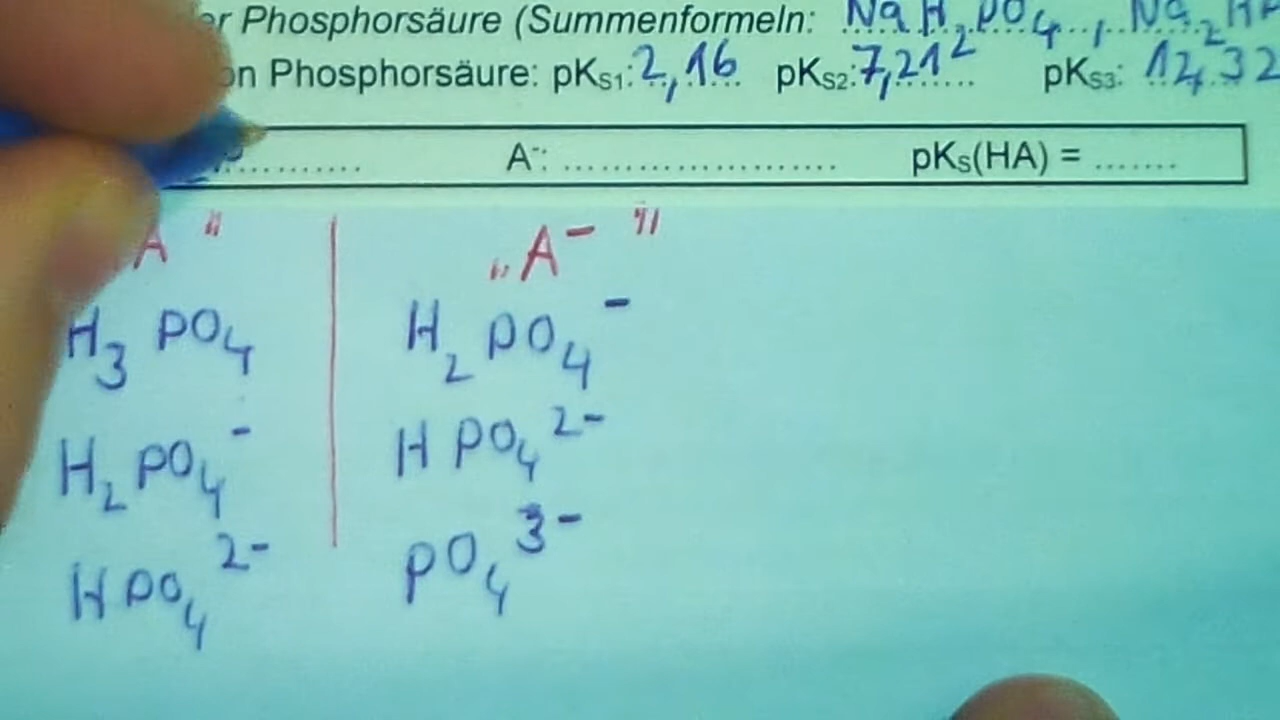 er Phosphorsäure (Summenformeln: NaH₂PO₄, Na₂HP
on Phosphorsäure: pKS1: 2,16 pKS2: 7,21² pKS3: 12,32
A⁻: ........................ pKS(HA) = .......
A " „A⁻ "
H₃PO₄ H₂PO₄⁻
H₂PO₄⁻ HPO₄²⁻
HPO₄²⁻ PO₄³⁻